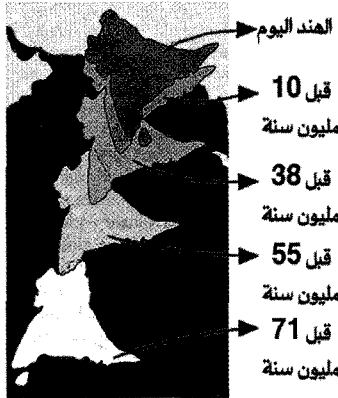 الهند اليوم
قبل 10
مليون سنة
قبل 38
مليون سنة
قبل 55
مليون سنة
قبل 71
مليون سنة